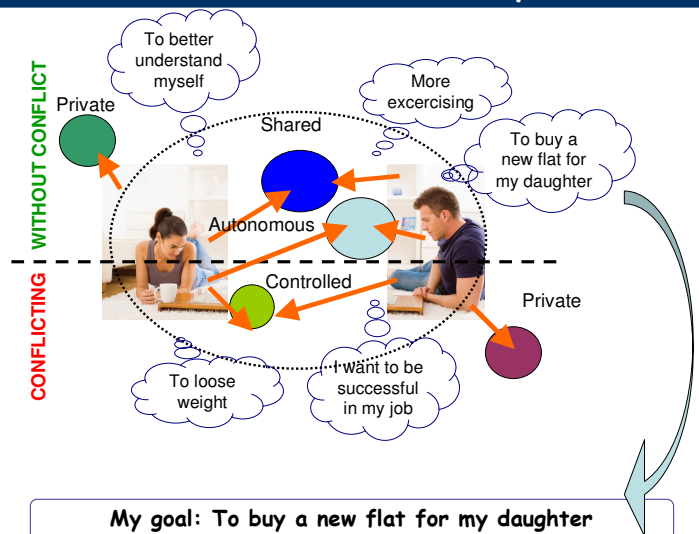 To better
understand
myself
More
excercising
Private
Shared
To buy a
new flat for
my daughter
WITHOUT CONFLICT
Autonomous
Controlled
CONFLICTING
Private
To loose
weight
I want to be
successful
in my job
My goal: To buy a new flat for my daughter